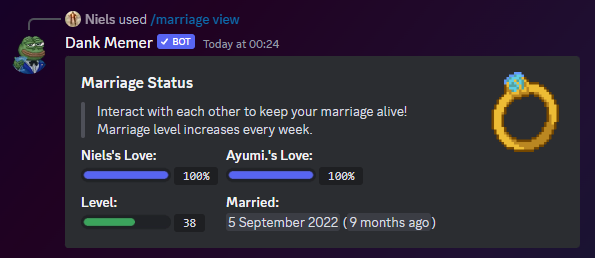 Niels used /marriage view
Dank Memer ✓ BOT Today at 00:24
Marriage Status
Interact with each other to keep your marriage alive!
Marriage level increases every week.
Niels's Love: Ayumi.'s Love:
100% 100%
Level: Married:
38 5 September 2022 (9 months ago)